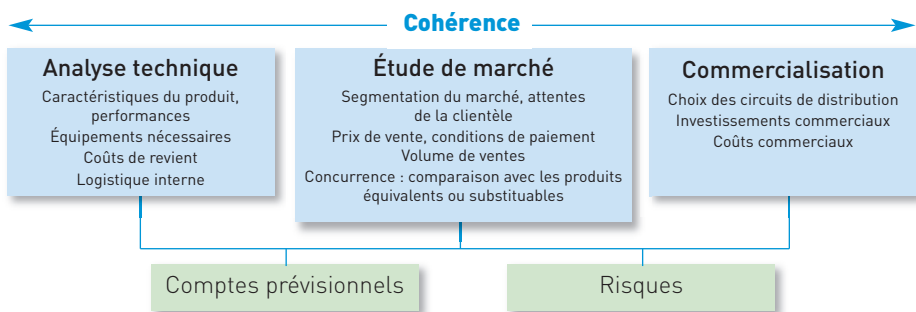 Cohérence
Analyse technique
Caractéristiques du produit,
performances
Équipements nécessaires
Coûts de revient
Logistique interne
Étude de marché
Segmentation du marché, attentes
de la clientèle
Prix de vente, conditions de paiement
Volume de ventes
Concurrence : comparaison avec les produits
équivalents ou substituables
Commercialisation
Choix des circuits de distribution
Investissements commerciaux
Coûts commerciaux
Comptes prévisionnels
Risques